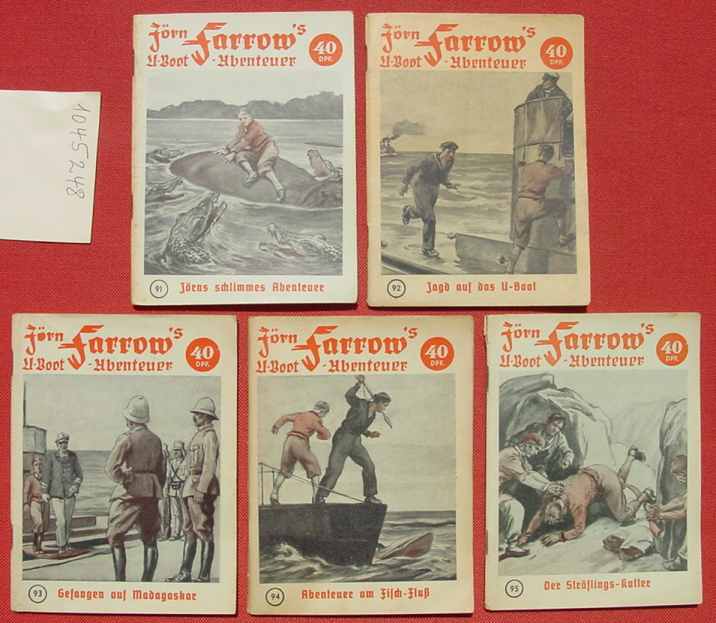 Jörn Farrow's
U-Boot -Abenteuer
40
DPF.
91
Jörns schlimmes Abenteuer
Jörn Farrow's
U-Boot -Abenteuer
40
DPF.
92
Jagd auf das U-Boot
1045248
Jörn Farrow's
U-Boot -Abenteuer
40
DPF.
93
Gefangen auf Madagaskar
Jörn Farrow's
U-Boot -Abenteuer
40
DPF.
94
Abenteuer am Fisch-Fluß
Jörn Farrow's
U-Boot -Abenteuer
40
DPF.
95
Der Sträflings-Kutter